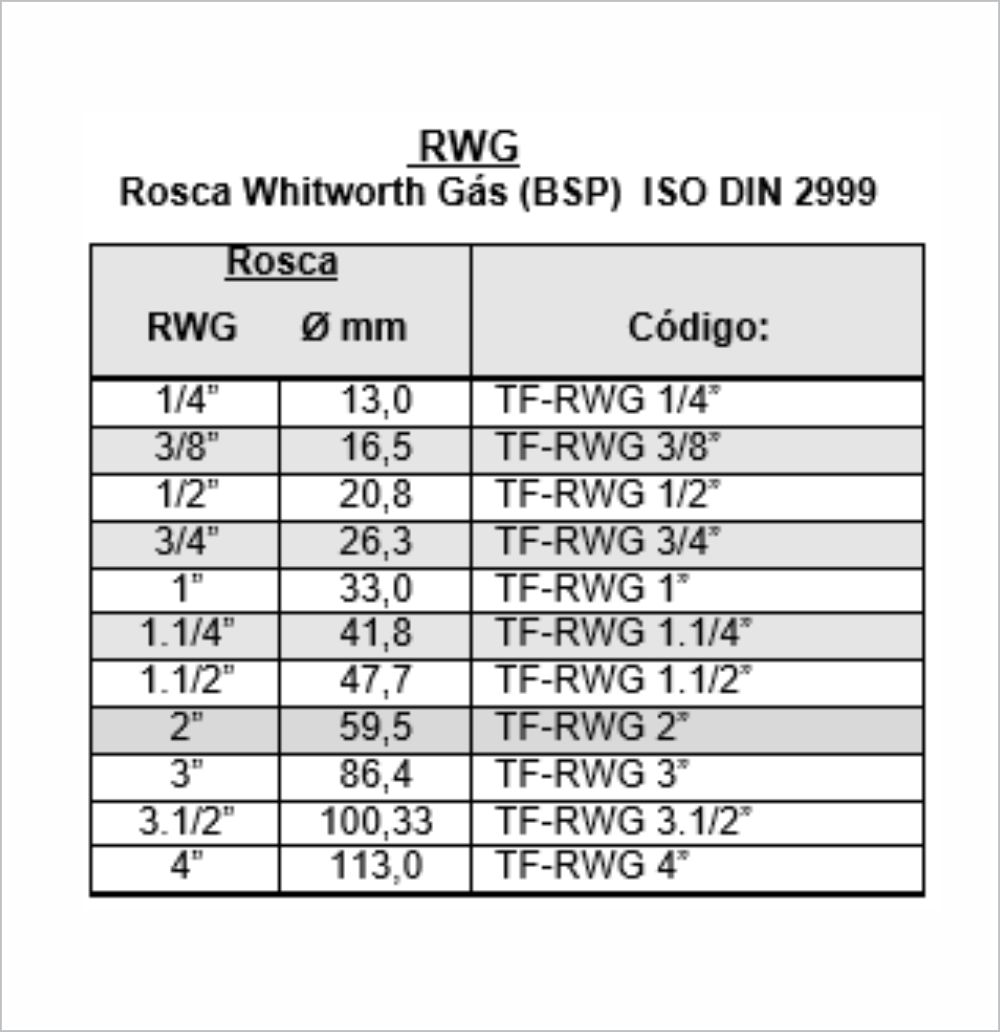 RWG
Rosca Whitworth Gás (BSP) ISO DIN 2999
Rosca
RWG Ø mm Código:
1/4” 13,0 TF-RWG 1/4”
3/8” 16,5 TF-RWG 3/8”
1/2” 20,8 TF-RWG 1/2”
3/4” 26,3 TF-RWG 3/4”
1” 33,0 TF-RWG 1”
1.1/4” 41,8 TF-RWG 1.1/4”
1.1/2” 47,7 TF-RWG 1.1/2”
2” 59,5 TF-RWG 2”
3” 86,4 TF-RWG 3”
3.1/2” 100,33 TF-RWG 3.1/2”
4” 113,0 TF-RWG 4”